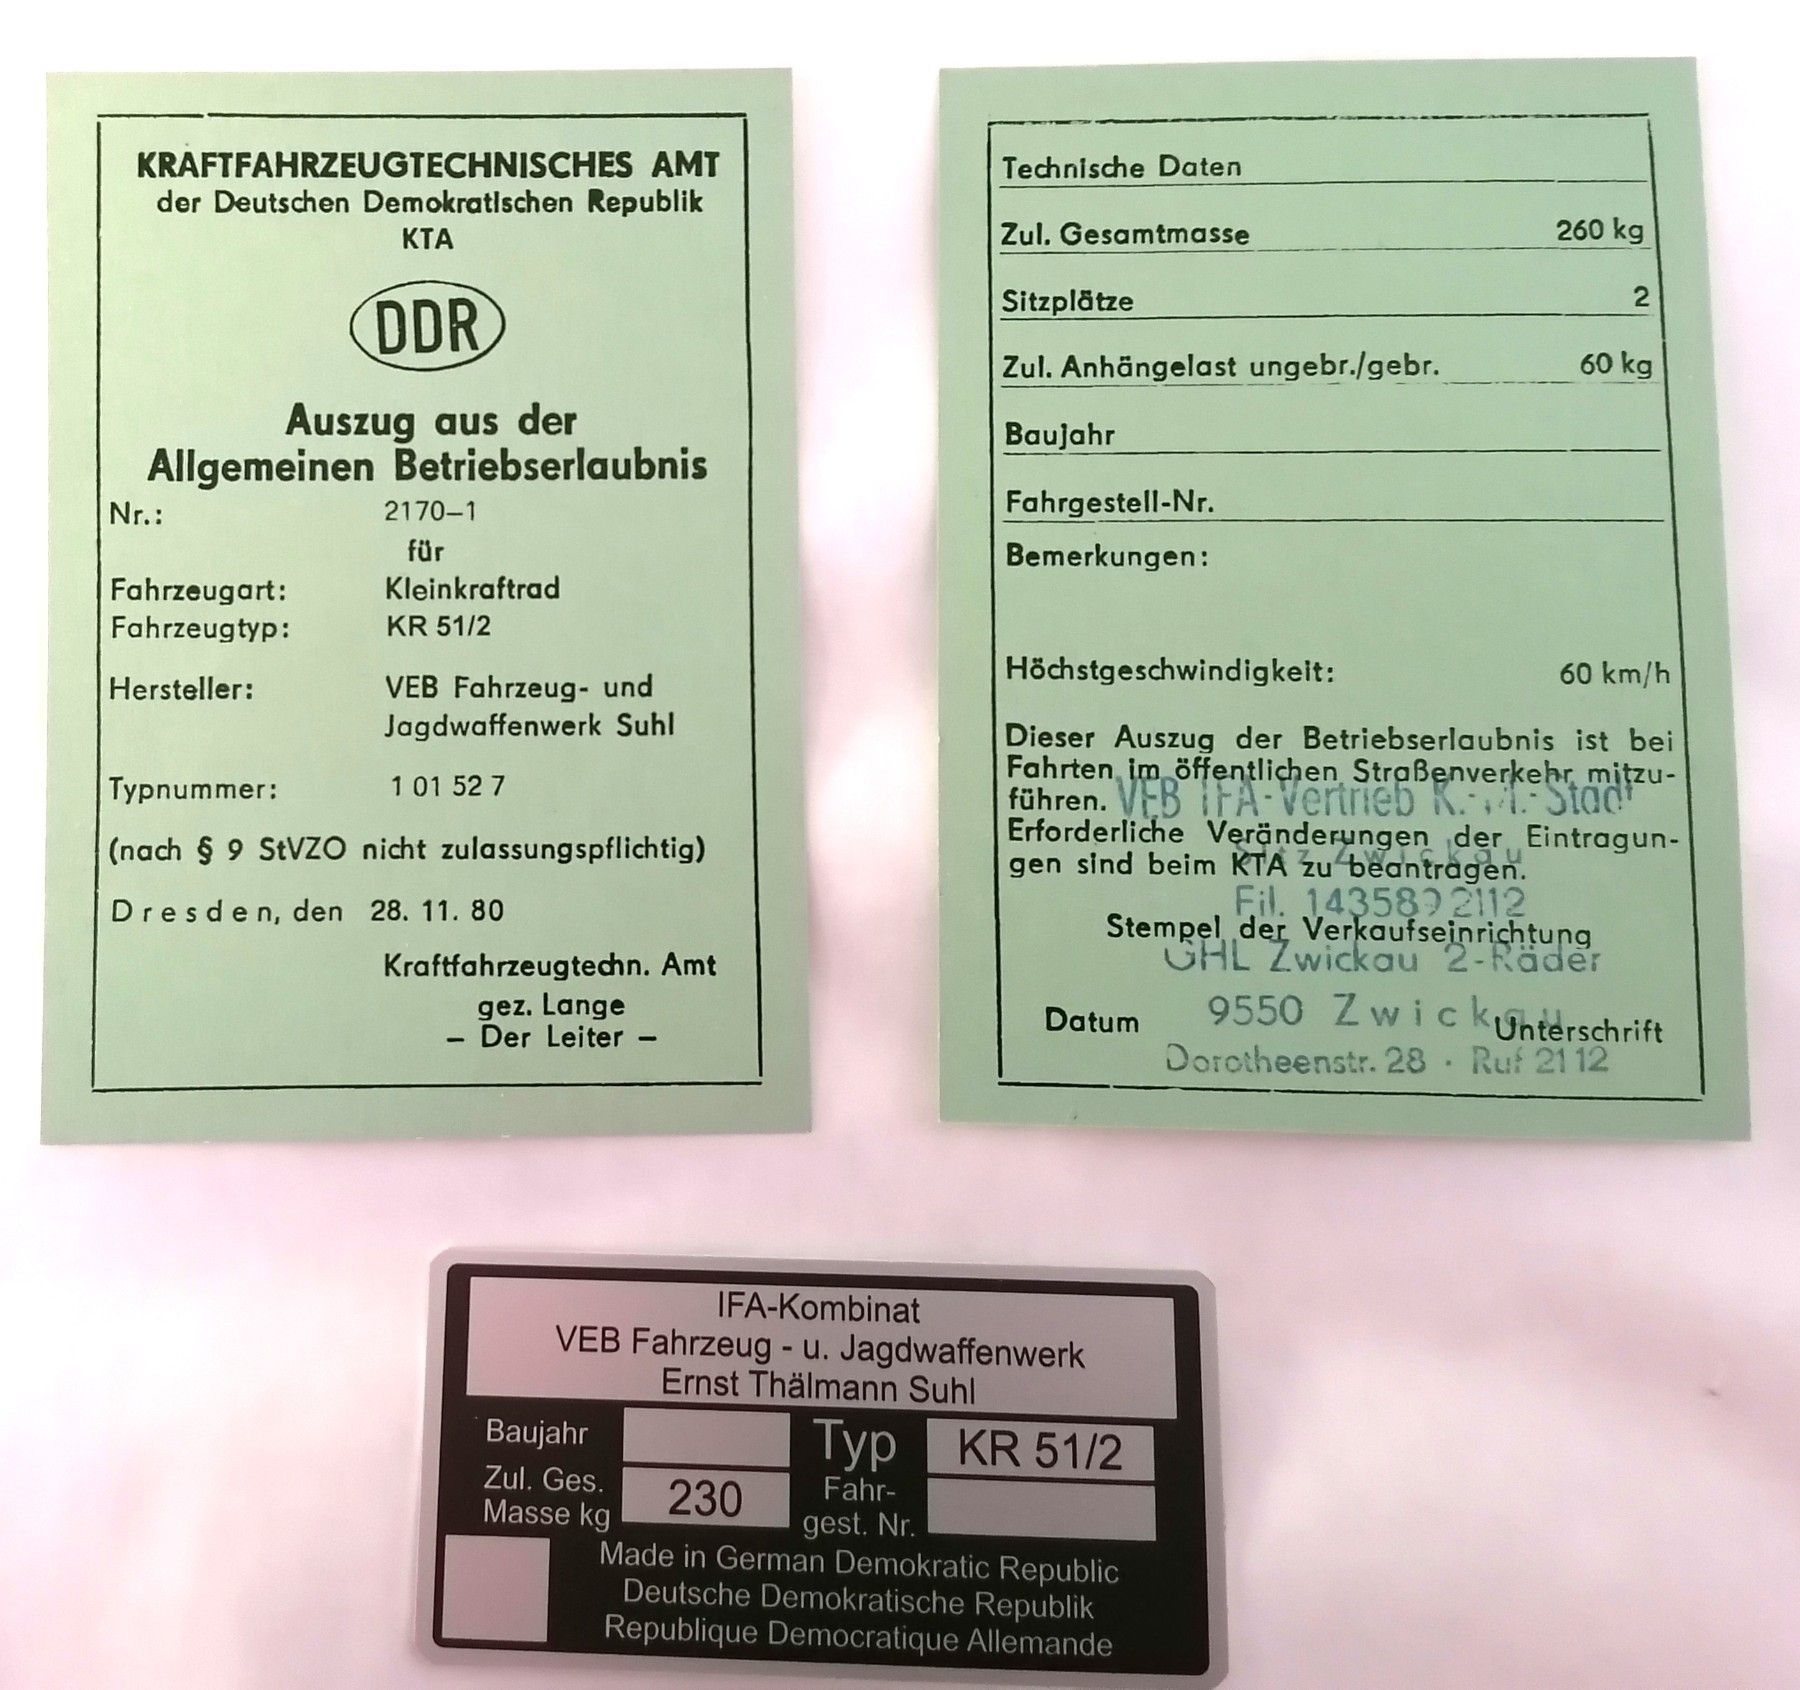 KRAFTFAHRZEUGTECHNISCHES AMT
der Deutschen Demokratischen Republik
KTA
DDR
Auszug aus der
Allgemeinen Betriebserlaubnis
Nr.: 2170–1
für
Fahrzeugart: Kleinkraftrad
Fahrzeugtyp: KR 51/2
Hersteller: VEB Fahrzeug- und
Jagdwaffenwerk Suhl
Typnummer: 1 01 52 7
(nach § 9 StVZO nicht zulassungspflichtig)
Dresden, den 28. 11. 80
Kraftfahrzeugtechn. Amt
gez. Lange
– Der Leiter –
Technische Daten
Zul. Gesamtmasse 260 kg
Sitzplätze 2
Zul. Anhängelast ungebr./gebr. 60 kg
Baujahr
Fahrgestell-Nr.
Bemerkungen:
Höchstgeschwindigkeit: 60 km/h
Dieser Auszug der Betriebserlaubnis ist bei
Fahrten im öffentlichen Straßenverkehr mitzu-
führen.
VEB IFA-Vertrieb K.-M.-Stadt
Erforderliche Veränderungen der Eintragun-
Sitz Zwickau
gen sind beim KTA zu beantragen.
Fil. 1435892112
Stempel der Verkaufseinrichtung
GHL Zwickau 2-Räder
9550 Zwickau
Datum Unterschrift
Dorotheenstr. 28 · Ruf 2112
IFA-Kombinat
VEB Fahrzeug - u. Jagdwaffenwerk
Ernst Thälmann Suhl
Baujahr Typ KR 51/2
Zul. Ges. Masse kg 230 Fahr-
gest. Nr.
Made in German Demokratic Republic
Deutsche Demokratische Republik
Republique Democratique Allemande